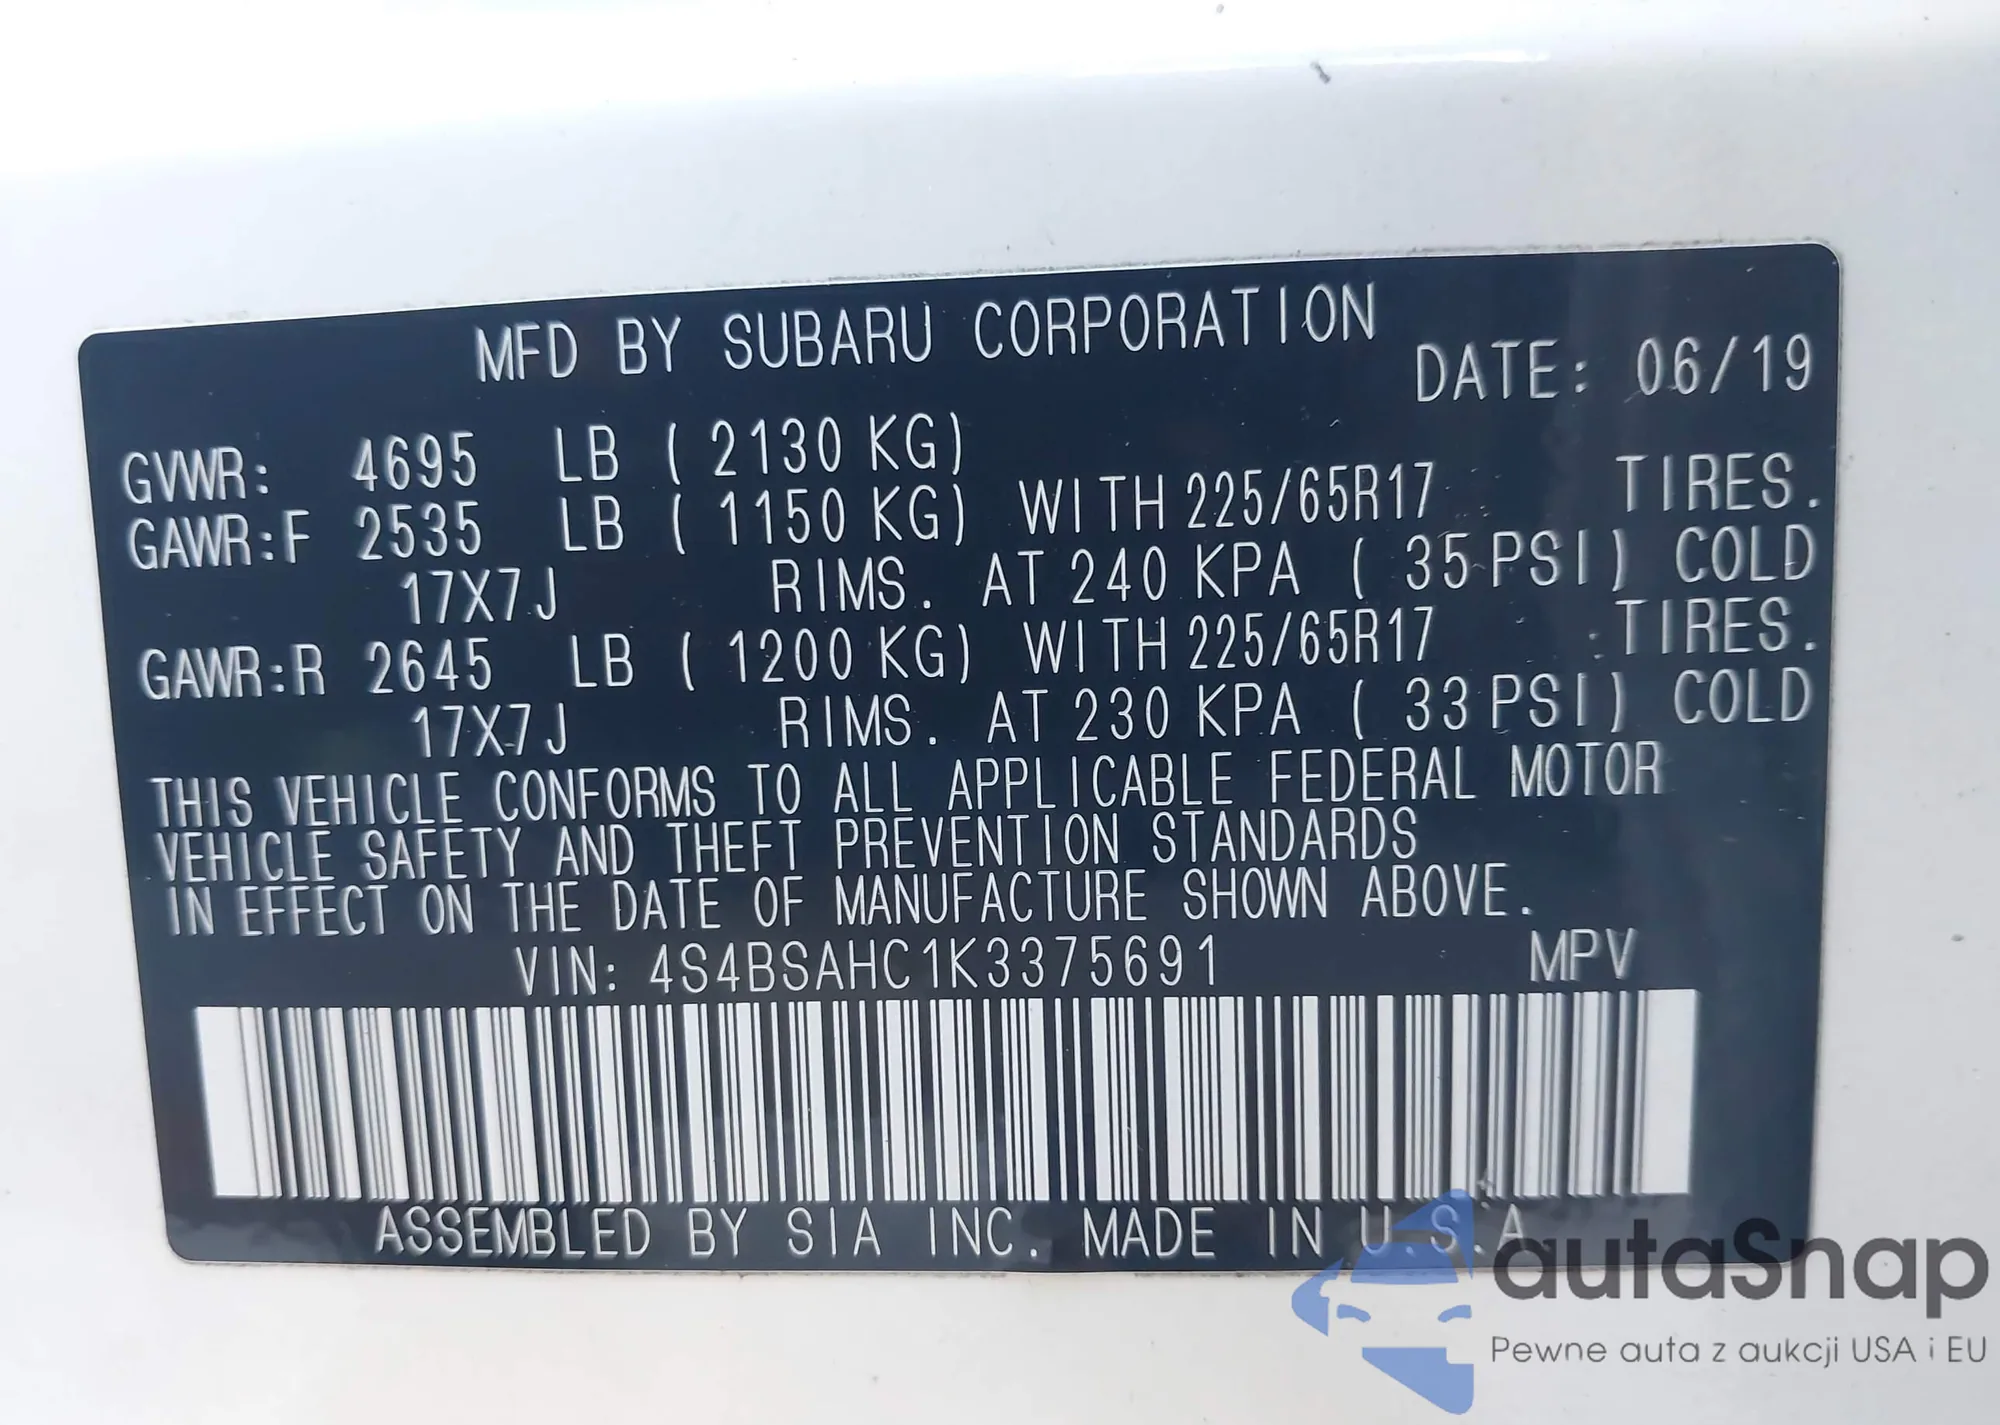 MFD BY SUBARU CORPORATION
DATE: 06/19
GVWR: 4695 LB ( 2130 KG)
GAWR:F 2535 LB ( 1150 KG) WITH 225/65R17 TIRES.
17X7J RIMS. AT 240 KPA ( 35 PSI) COLD
GAWR:R 2645 LB ( 1200 KG) WITH 225/65R17 TIRES.
17X7J RIMS. AT 230 KPA ( 33 PSI) COLD
THIS VEHICLE CONFORMS TO ALL APPLICABLE FEDERAL MOTOR
VEHICLE SAFETY AND THEFT PREVENTION STANDARDS
IN EFFECT ON THE DATE OF MANUFACTURE SHOWN ABOVE.
VIN: 4S4BSAHC1K3375691 MPV
ASSEMBLED BY SIA INC. MADE IN U.S.A
autaSnap
Pewne auta z aukcji USA i EU